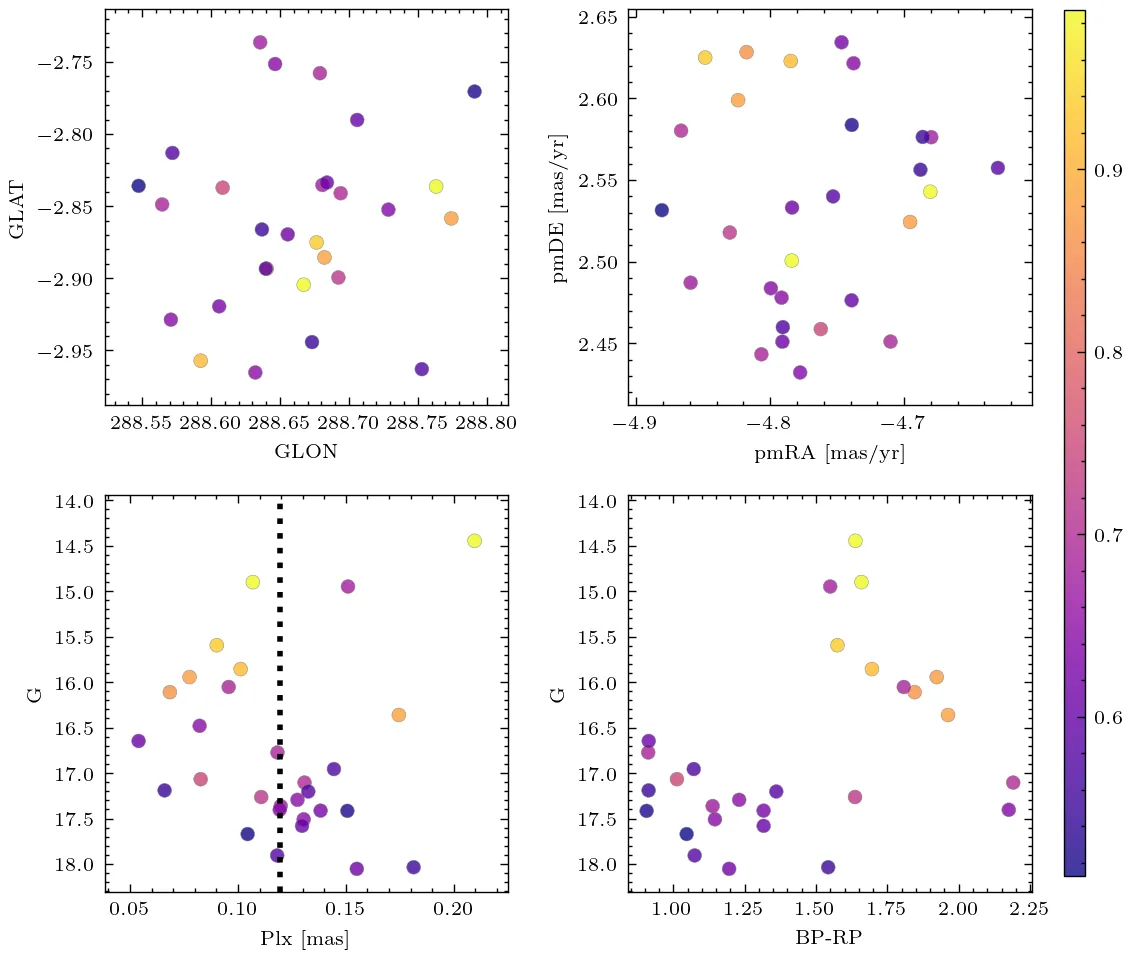 −2.75
−2.80
−2.85
−2.90
−2.95
GLAT
288.55 288.60 288.65 288.70 288.75 288.80
GLON
2.65
2.60
2.55
2.50
2.45
pmDE [mas/yr]
−4.9 −4.8 −4.7
pmRA [mas/yr]
0.9
0.8
0.7
0.6
14.0
14.5
15.0
15.5
16.0
16.5
17.0
17.5
18.0
G
0.05 0.10 0.15 0.20
Plx [mas]
14.0
14.5
15.0
15.5
16.0
16.5
17.0
17.5
18.0
G
1.00 1.25 1.50 1.75 2.00 2.25
BP-RP